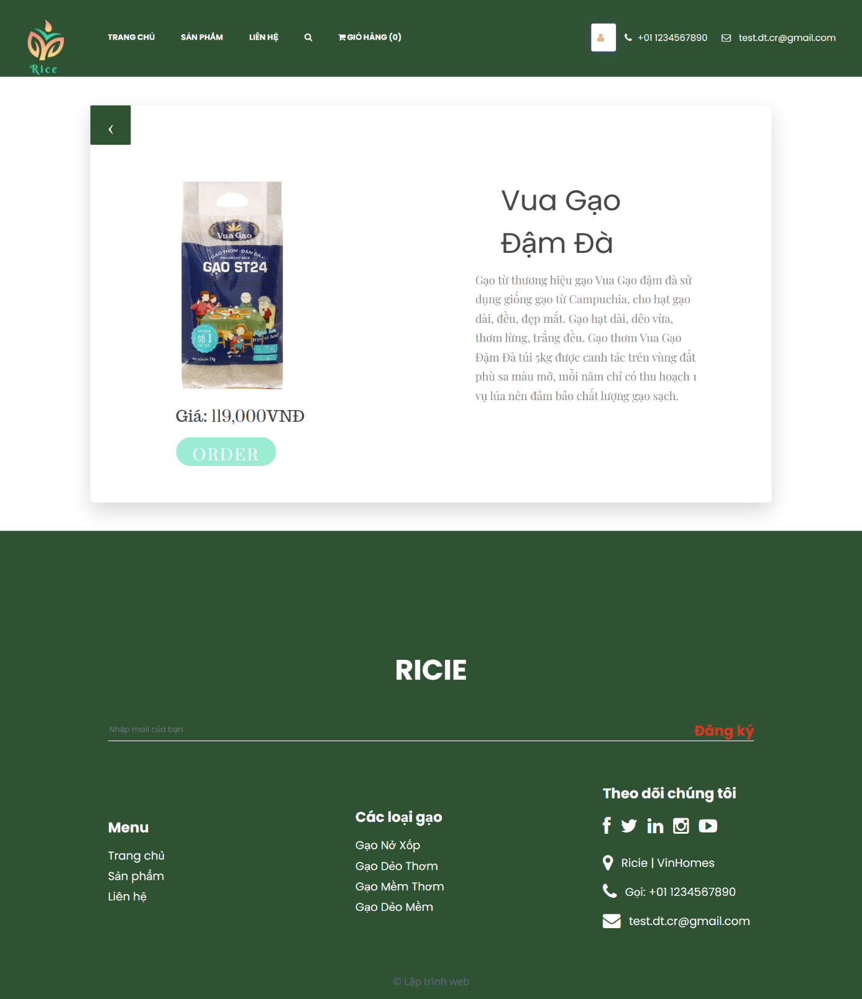 Rice
TRANG CHỦ
SẢN PHẨM
LIÊN HỆ
GIỎ HÀNG (0)
+01 1234567890
test.dt.cr@gmail.com
Vua Gạo
GẠO THƠM - ĐẬM ĐÀ
FRAGRANT RICE
GẠO ST24
SỐ 1
trọn vị hơn!
Vua Gạo
Đậm Đà
Gạo từ thương hiệu gạo Vua Gạo đậm đà sử
dụng giống gạo từ Campuchia, cho hạt gạo
dài, đều, đẹp mắt. Gạo hạt dài, dẻo vừa,
thơm lừng, trắng đều. Gạo thơm Vua Gạo
Đậm Đà túi 5kg được canh tác trên vùng đất
phù sa màu mỡ, mỗi năm chỉ có thu hoạch 1
vụ lúa nên đảm bảo chất lượng gạo sạch.
Giá: 119,000VNĐ
ORDER
RICIE
Nhập mail của bạn
Đăng ký
Menu
Trang chủ
Sản phẩm
Liên hệ
Các loại gạo
Gạo Nở Xốp
Gạo Dẻo Thơm
Gạo Mềm Thơm
Gạo Dẻo Mềm
Theo dõi chúng tôi
Ricie | VinHomes
Gọi: +01 1234567890
test.dt.cr@gmail.com
© Lập trình web